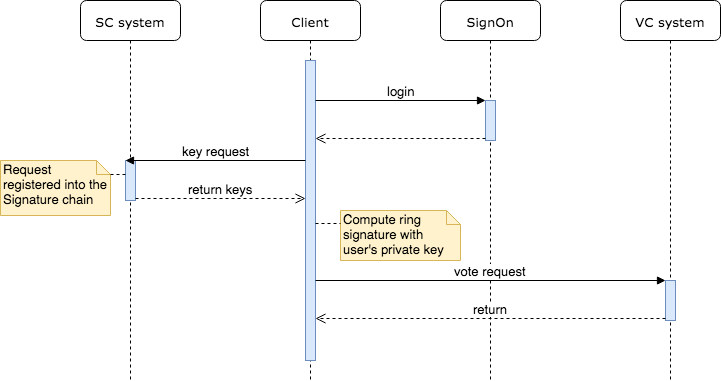 SC system
Client
SignOn
VC system
login
key request
Request
registered into the
Signature chain
return keys
Compute ring
signature with
user's private key
vote request
return